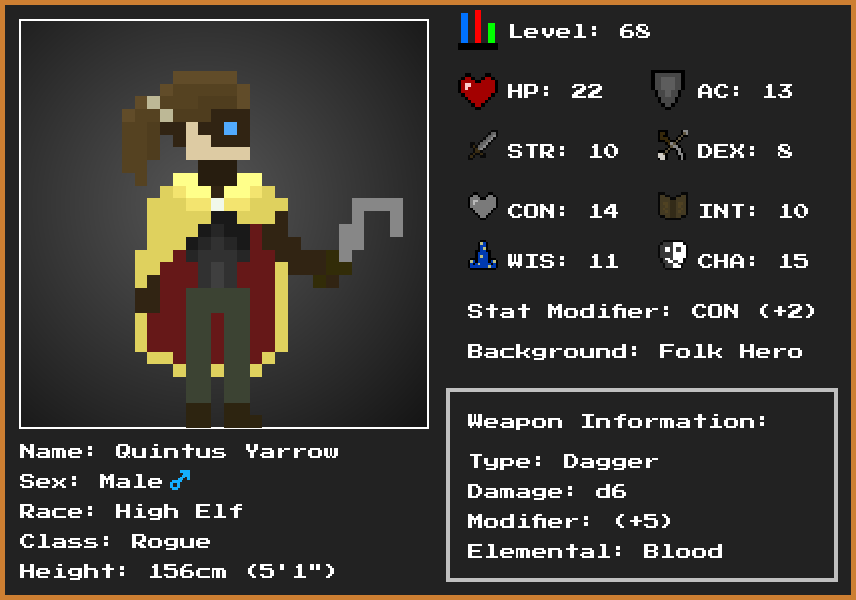 Level: 68
HP: 22 AC: 13
STR: 10 DEX: 8
CON: 14 INT: 10
WIS: 11 CHA: 15
Stat Modifier: CON (+2)
Background: Folk Hero
Weapon Information:
Type: Dagger
Damage: d6
Modifier: (+5)
Elemental: Blood
Name: Quintus Yarrow
Sex: Male♂
Race: High Elf
Class: Rogue
Height: 156cm (5'1")